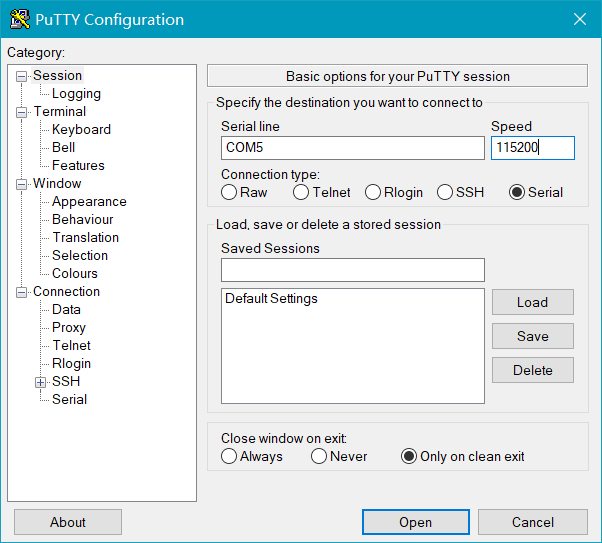 PuTTY Configuration
Category:
Session
Logging
Terminal
Keyboard
Bell
Features
Window
Appearance
Behaviour
Translation
Selection
Colours
Connection
Data
Proxy
Telnet
Rlogin
SSH
Serial
Basic options for your PuTTY session
Specify the destination you want to connect to
Serial line Speed
COM5 115200
Connection type:
Raw Telnet Rlogin SSH Serial
Load, save or delete a stored session
Saved Sessions
Default Settings
Load
Save
Delete
Close window on exit:
Always Never Only on clean exit
About Open Cancel